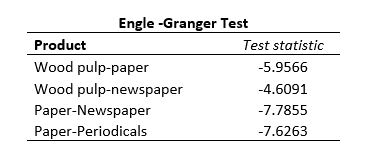 Engle -Granger Test
Product Test statistic
Wood pulp-paper -5.9566
Wood pulp-newspaper -4.6091
Paper-Newspaper -7.7855
Paper-Periodicals -7.6263